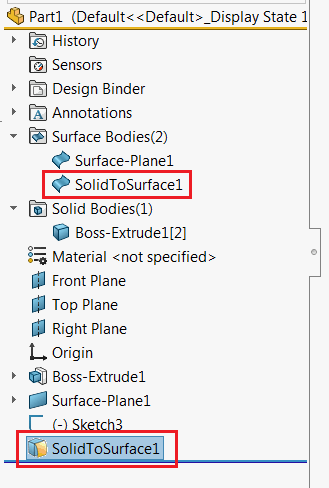 Part1 (Default<<Default>_Display State 1
History
Sensors
Design Binder
Annotations
Surface Bodies(2)
Surface-Plane1
SolidToSurface1
Solid Bodies(1)
Boss-Extrude1[2]
Material <not specified>
Front Plane
Top Plane
Right Plane
Origin
Boss-Extrude1
Surface-Plane1
(-) Sketch3
SolidToSurface1